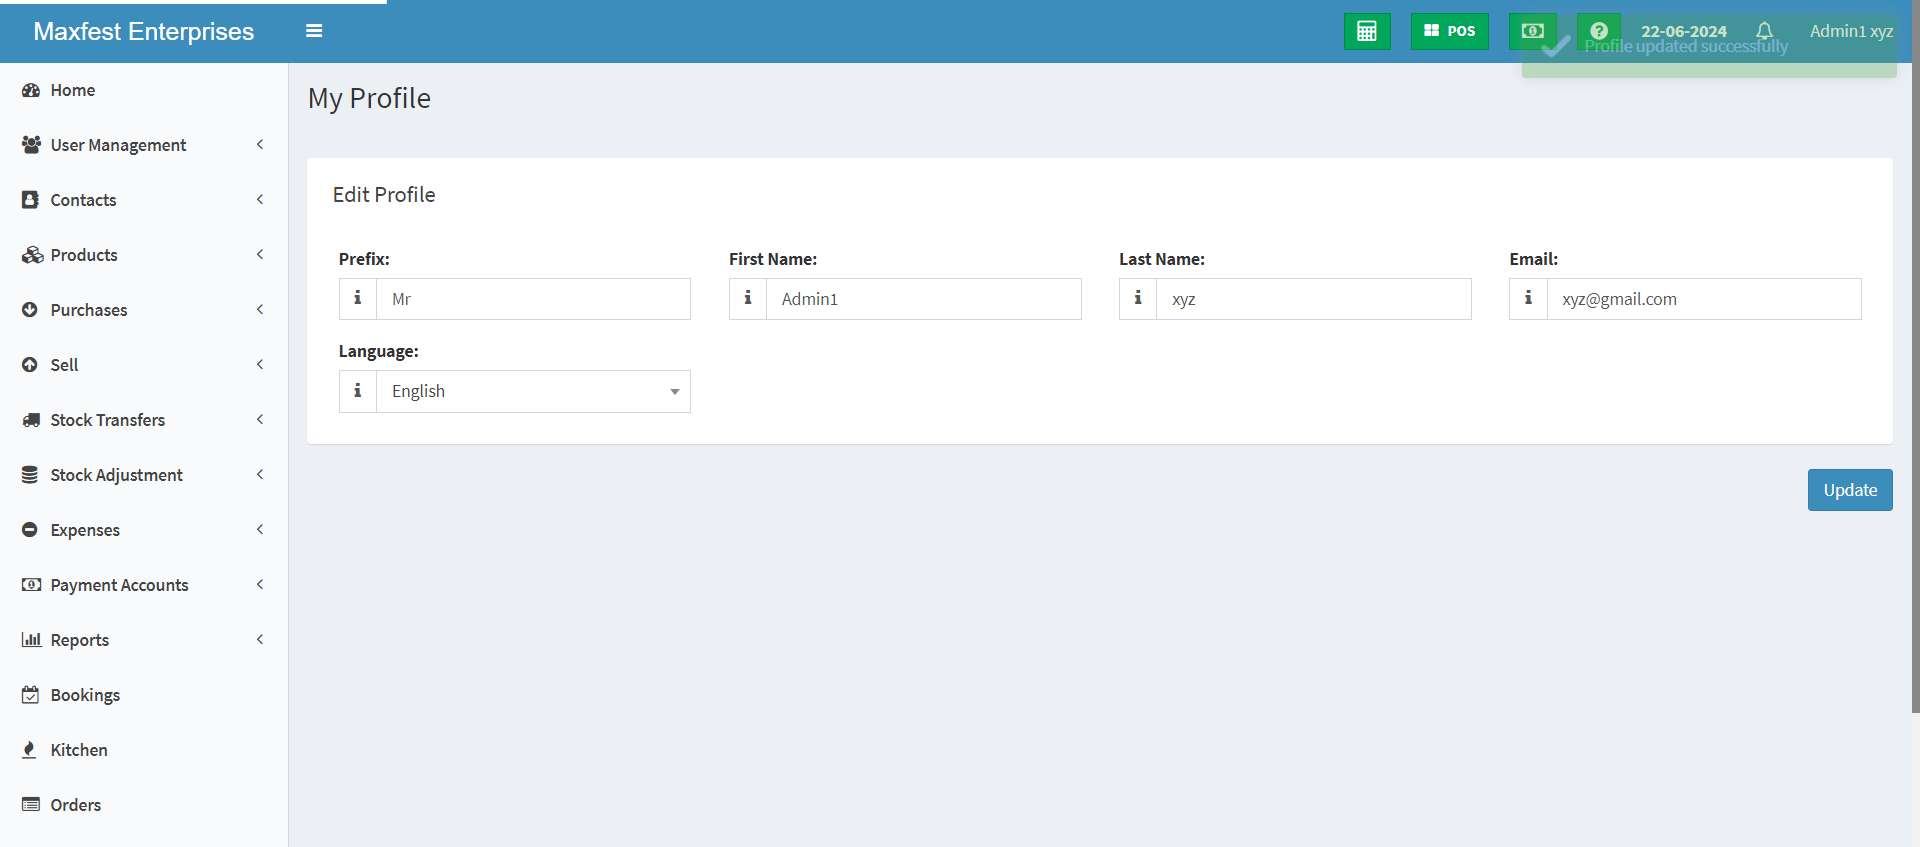 Maxfest Enterprises
POS
22-06-2024
Admin1 xyz
Profile updated successfully
Home
User Management
Contacts
Products
Purchases
Sell
Stock Transfers
Stock Adjustment
Expenses
Payment Accounts
Reports
Bookings
Kitchen
Orders
My Profile
Edit Profile
Prefix:
Mr
First Name:
Admin1
Last Name:
xyz
Email:
xyz@gmail.com
Language:
English
Update